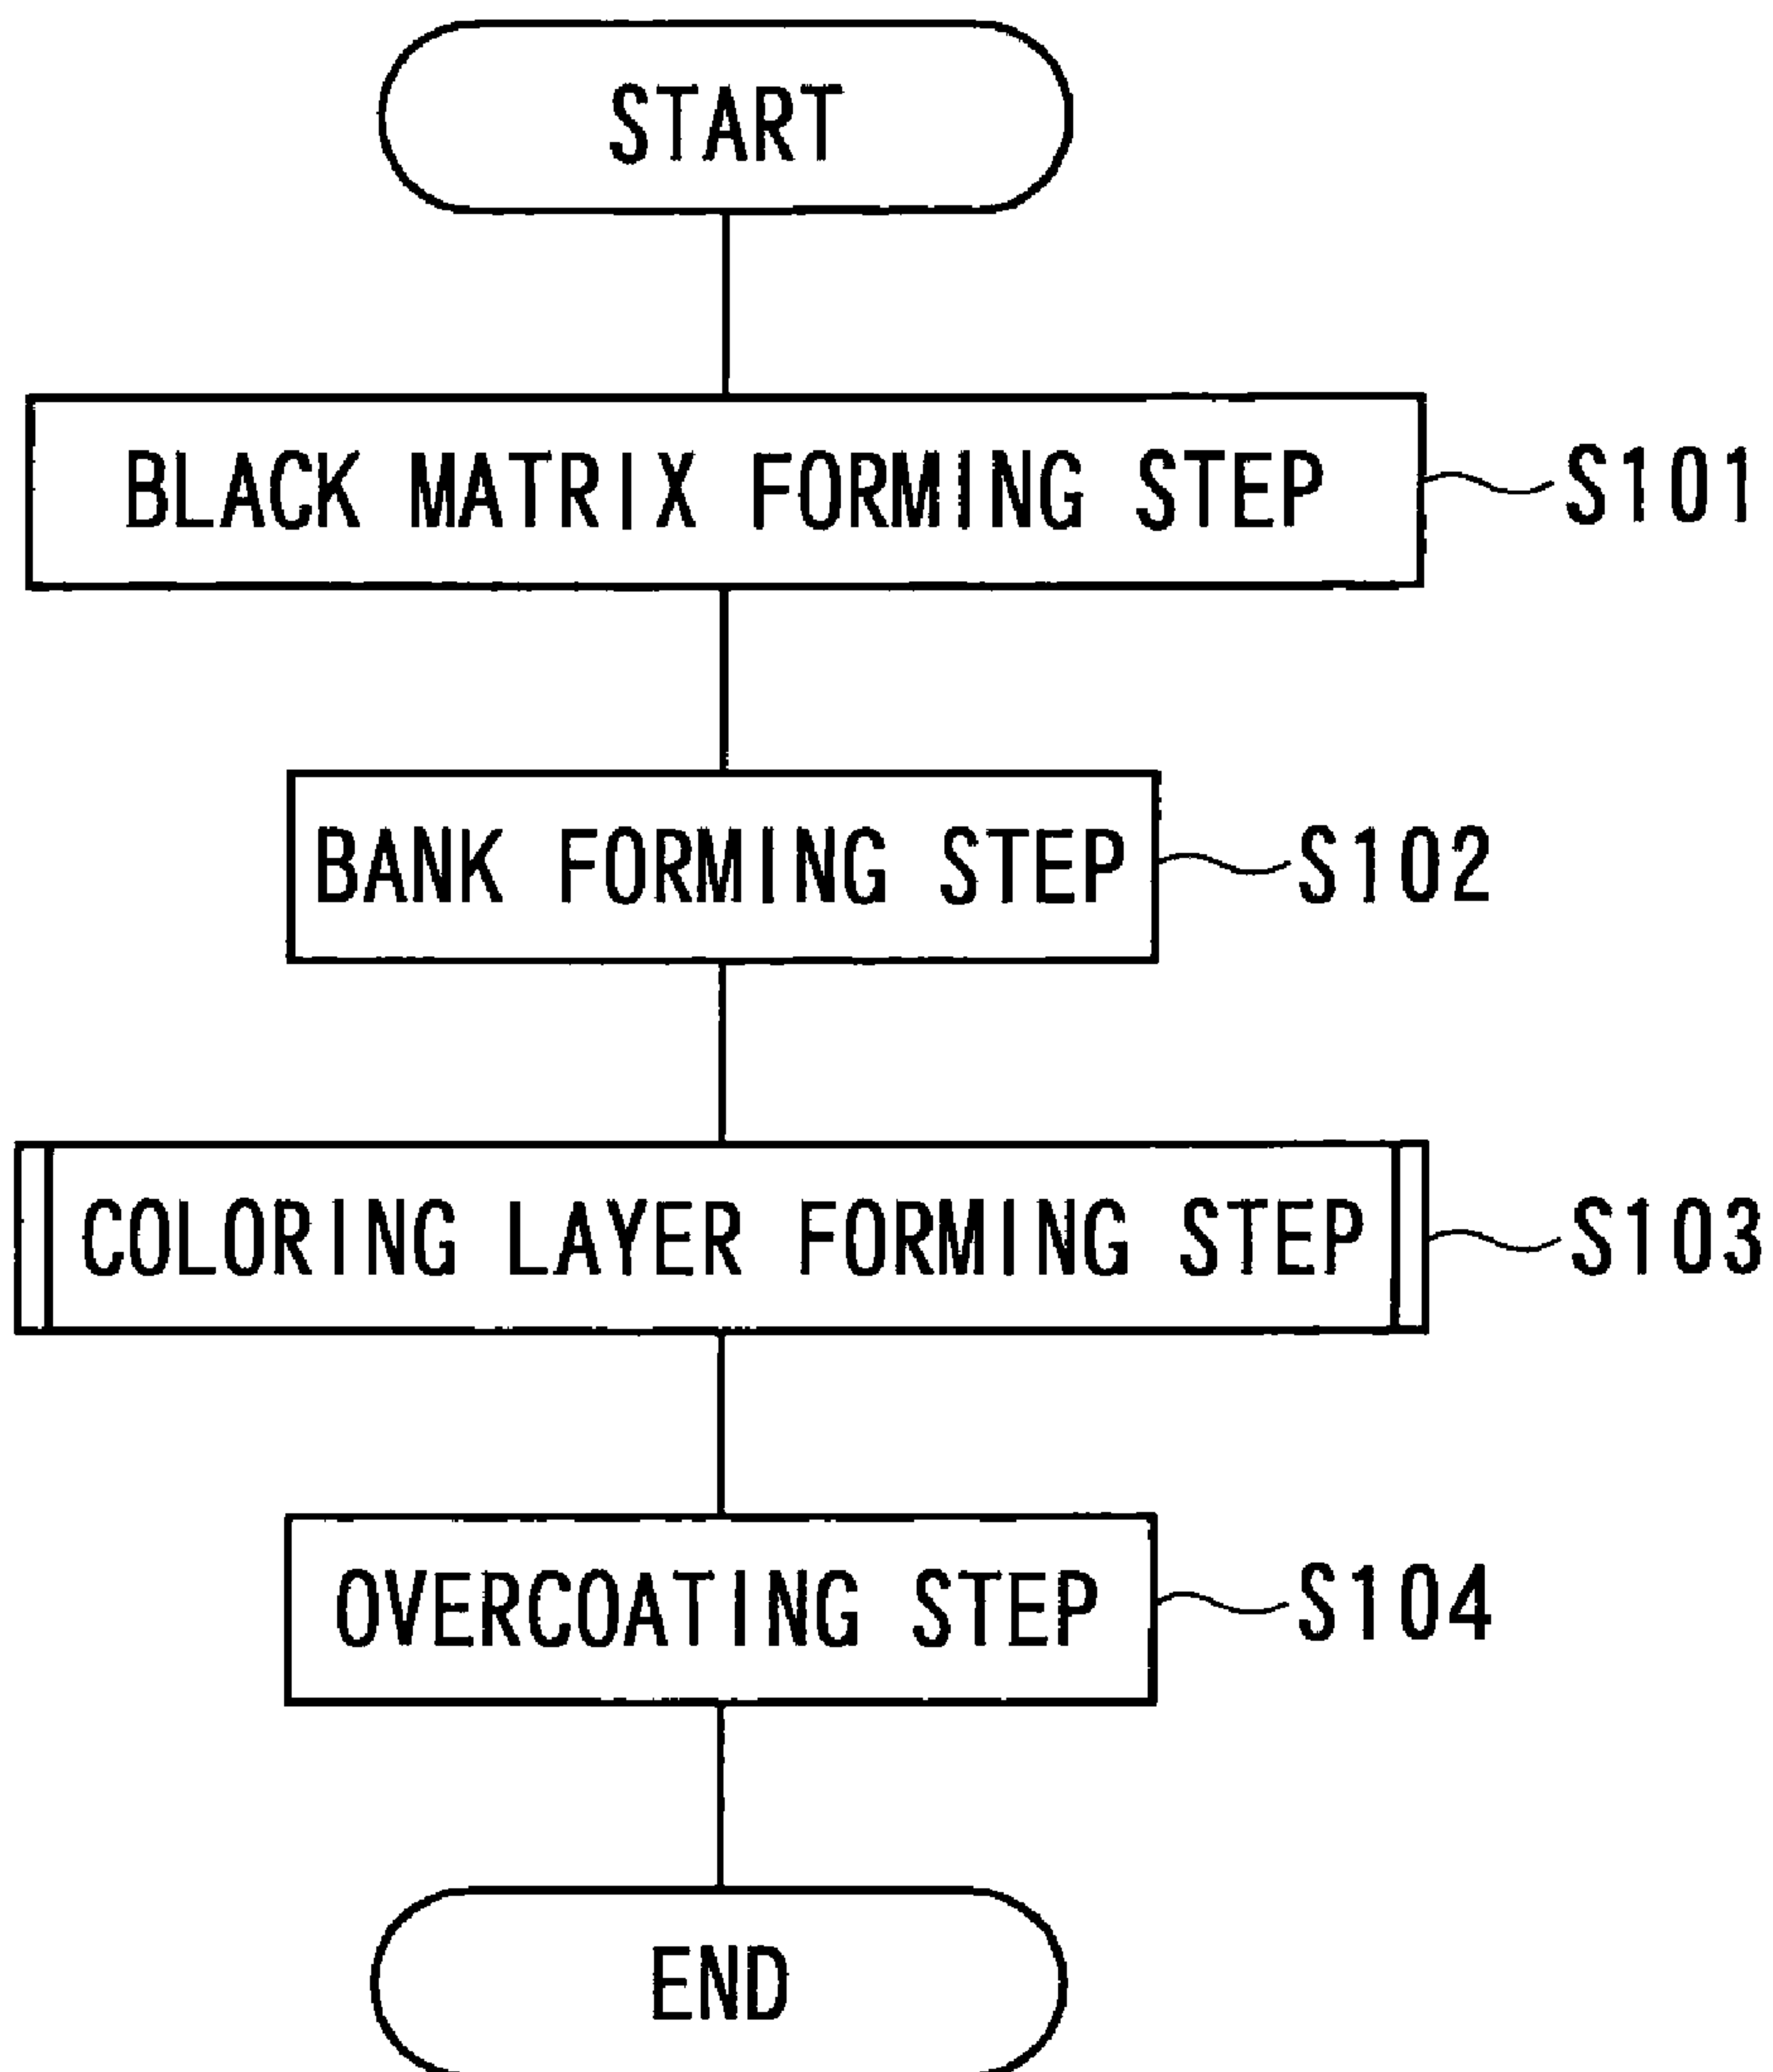 START
BLACK MATRIX FORMING STEP S101
BANK FORMING STEP S102
COLORING LAYER FORMING STEP S103
OVERCOATING STEP S104
END